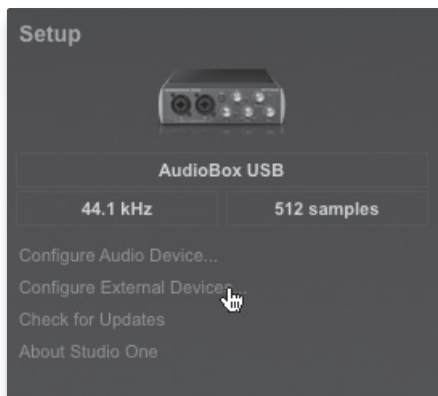 Setup
AudioBox USB
44.1 kHz 512 samples
Configure Audio Device...
Configure External Devices...
Check for Updates
About Studio One